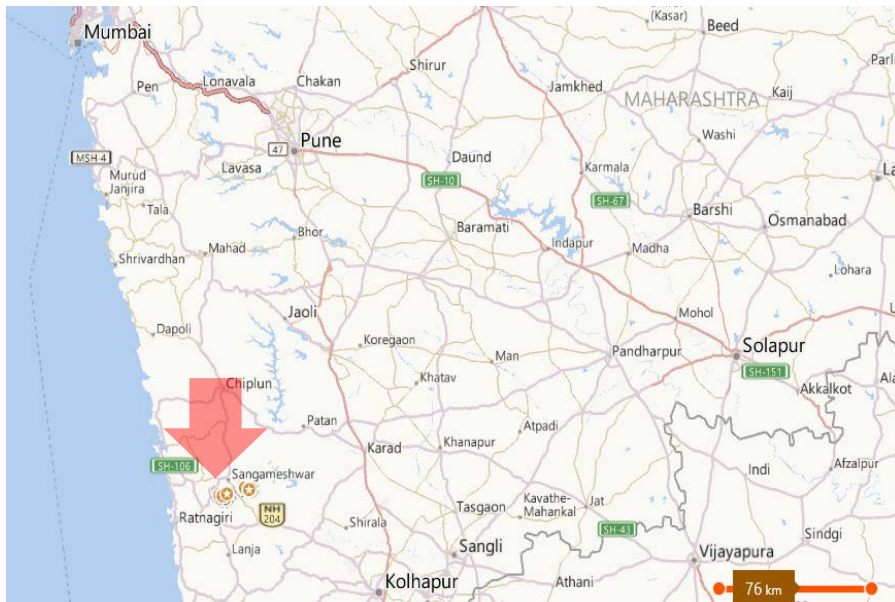 (Kasar)
Beed
Mumbai
Shirur
Parli
Pen
Lonavala
Chakan
Jamkhed
MAHARASHTRA
Kaij
47
Pune
Washi
MSH-4
Lavasa
Daund
Karmala
SH-10
Murud
Janjira
Tala
SH-67
Barshi
Osmanabad
Bhor
Baramati
Mahad
Indapur
Madha
Shrivardhan
Lohara
Jaoli
Mohol
Dapoli
Koregaon
Man
Pandharpur
Solapur
SH-151
Chiplun
Khatav
Akkalkot
Patan
Atpadi
Karad
Khanapur
SH-106
Sangameshwar
Indi
Afzalpur
Ratnagiri
NH
204
Tasgaon
Kavathe-
Mahankal
Jat
Shirala
SH-43
Sindgi
Lanja
Sangli
Vijayapura
Kolhapur
Athani
76 km